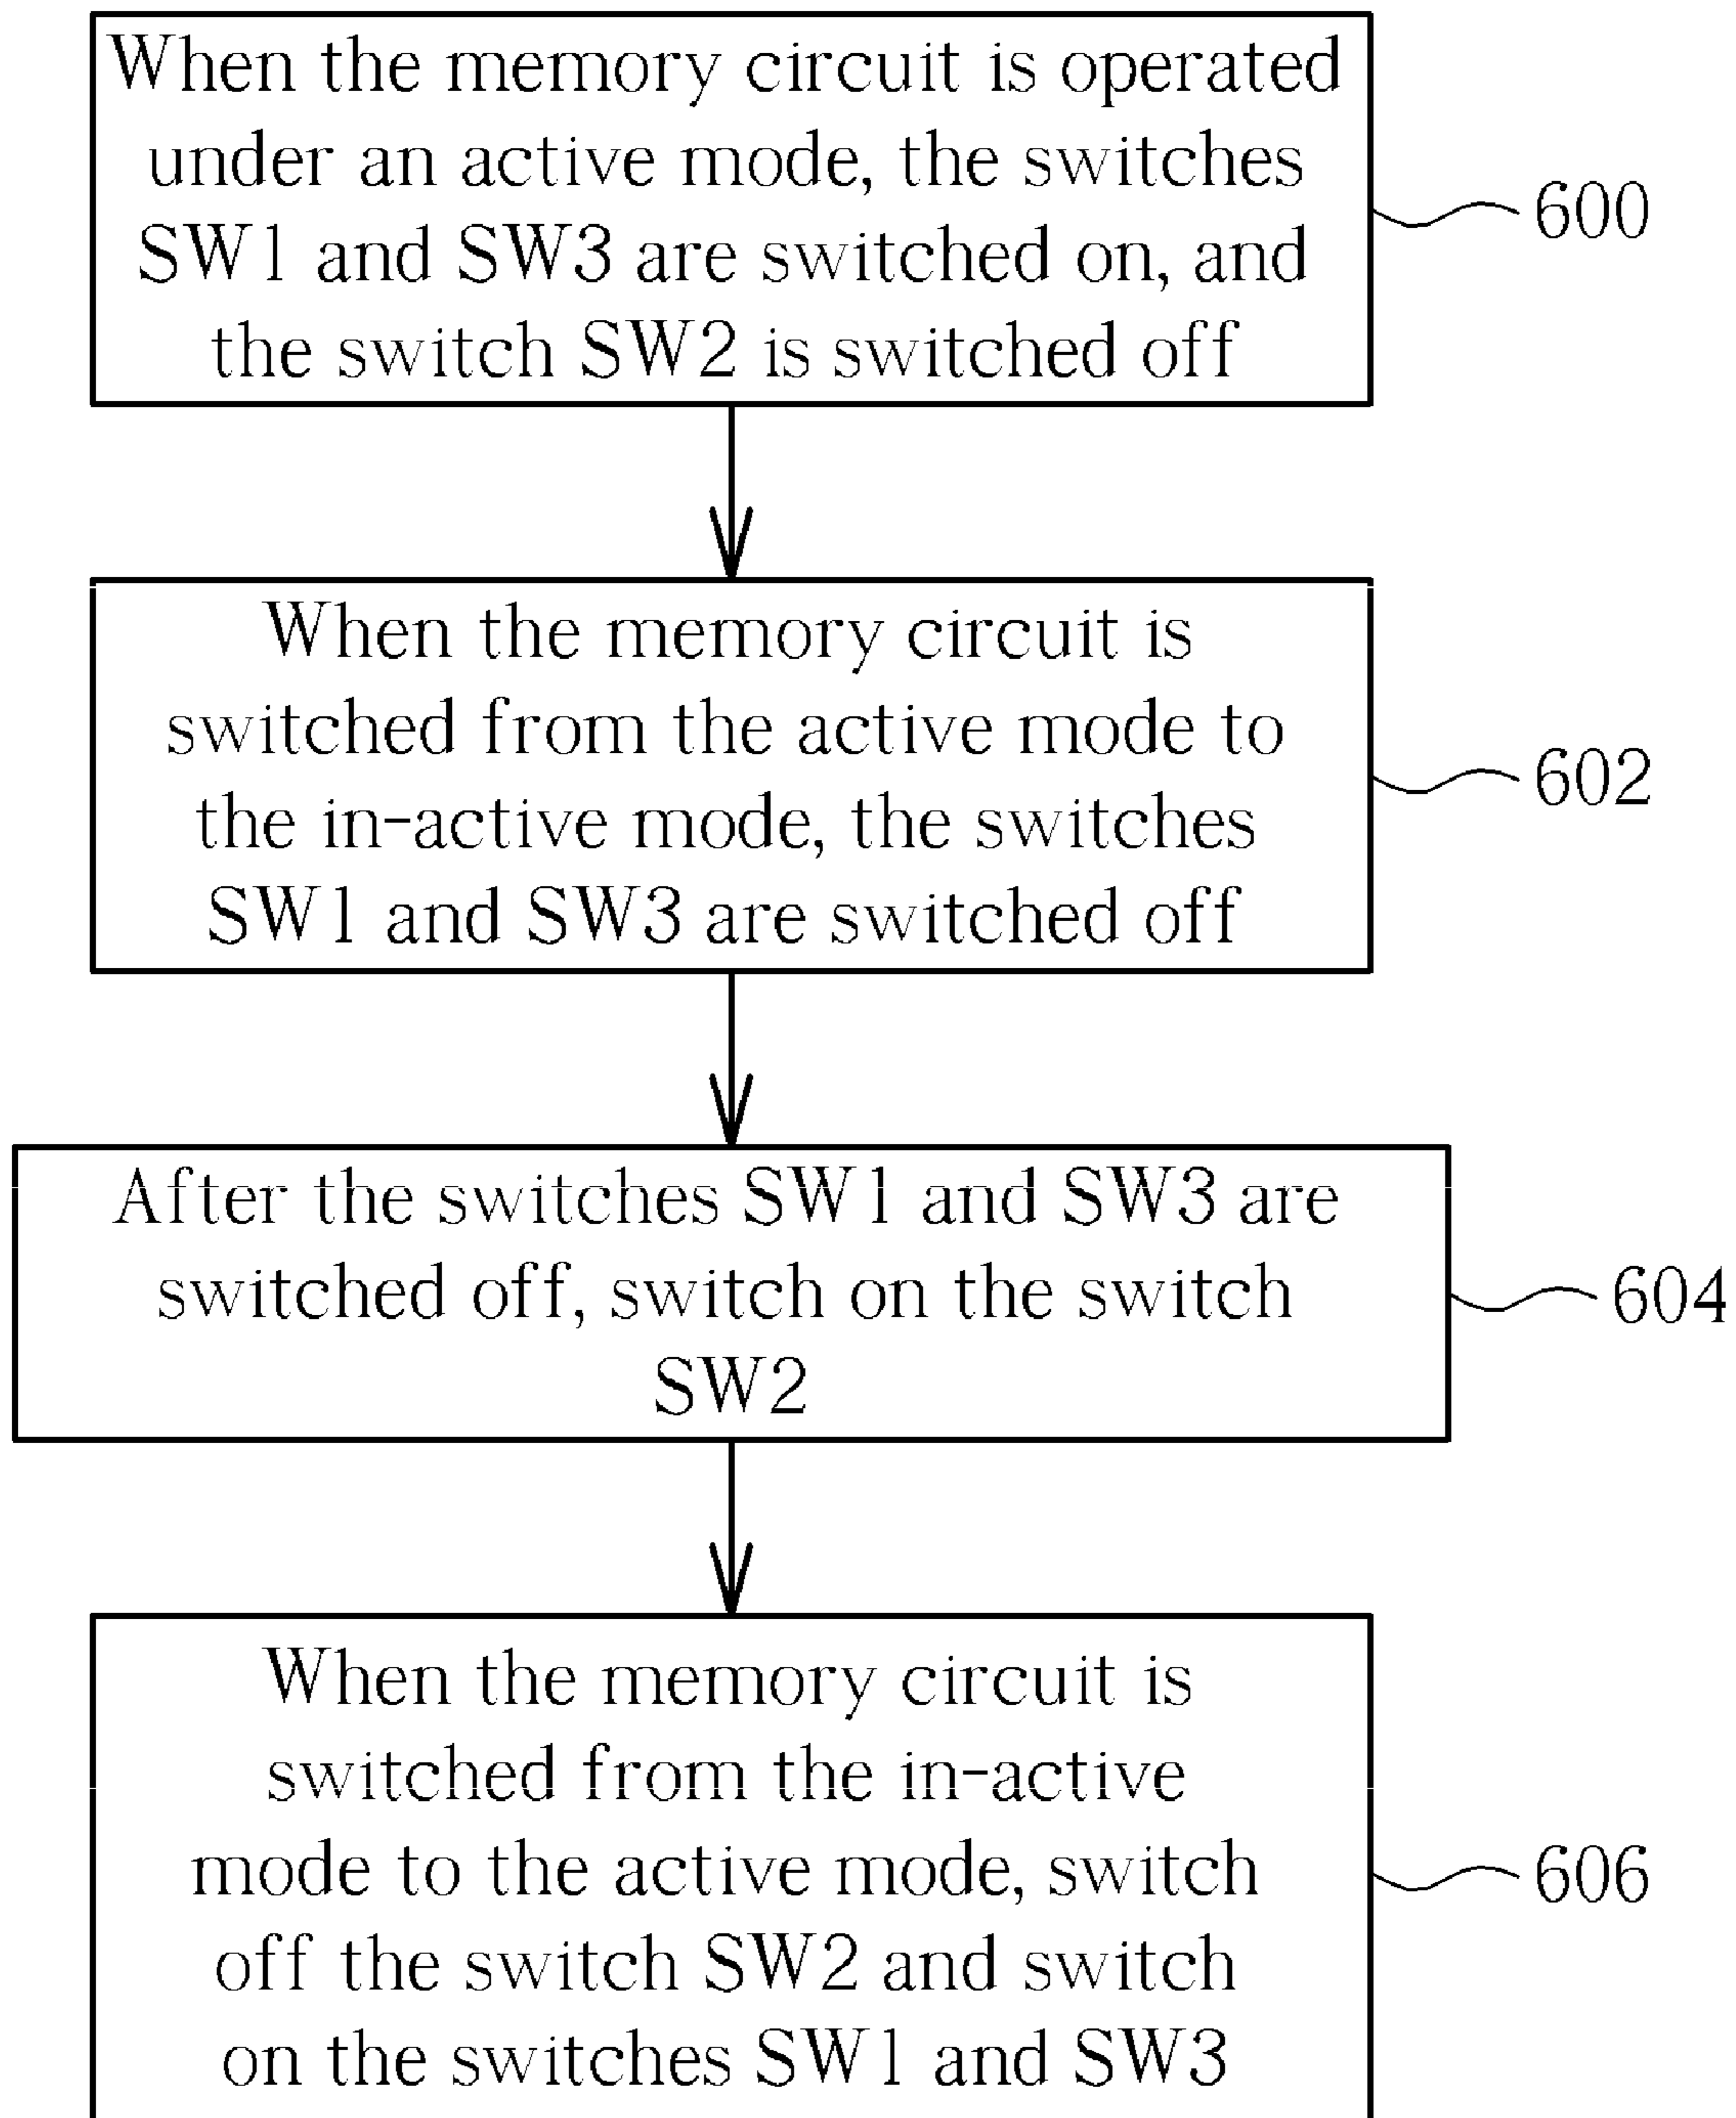 When the memory circuit is operated
under an active mode, the switches
SW1 and SW3 are switched on, and
the switch SW2 is switched off
600
When the memory circuit is
switched from the active mode to
the in-active mode, the switches
SW1 and SW3 are switched off
602
After the switches SW1 and SW3 are
switched off, switch on the switch
SW2
604
When the memory circuit is
switched from the in-active
mode to the active mode, switch
off the switch SW2 and switch
on the switches SW1 and SW3
606